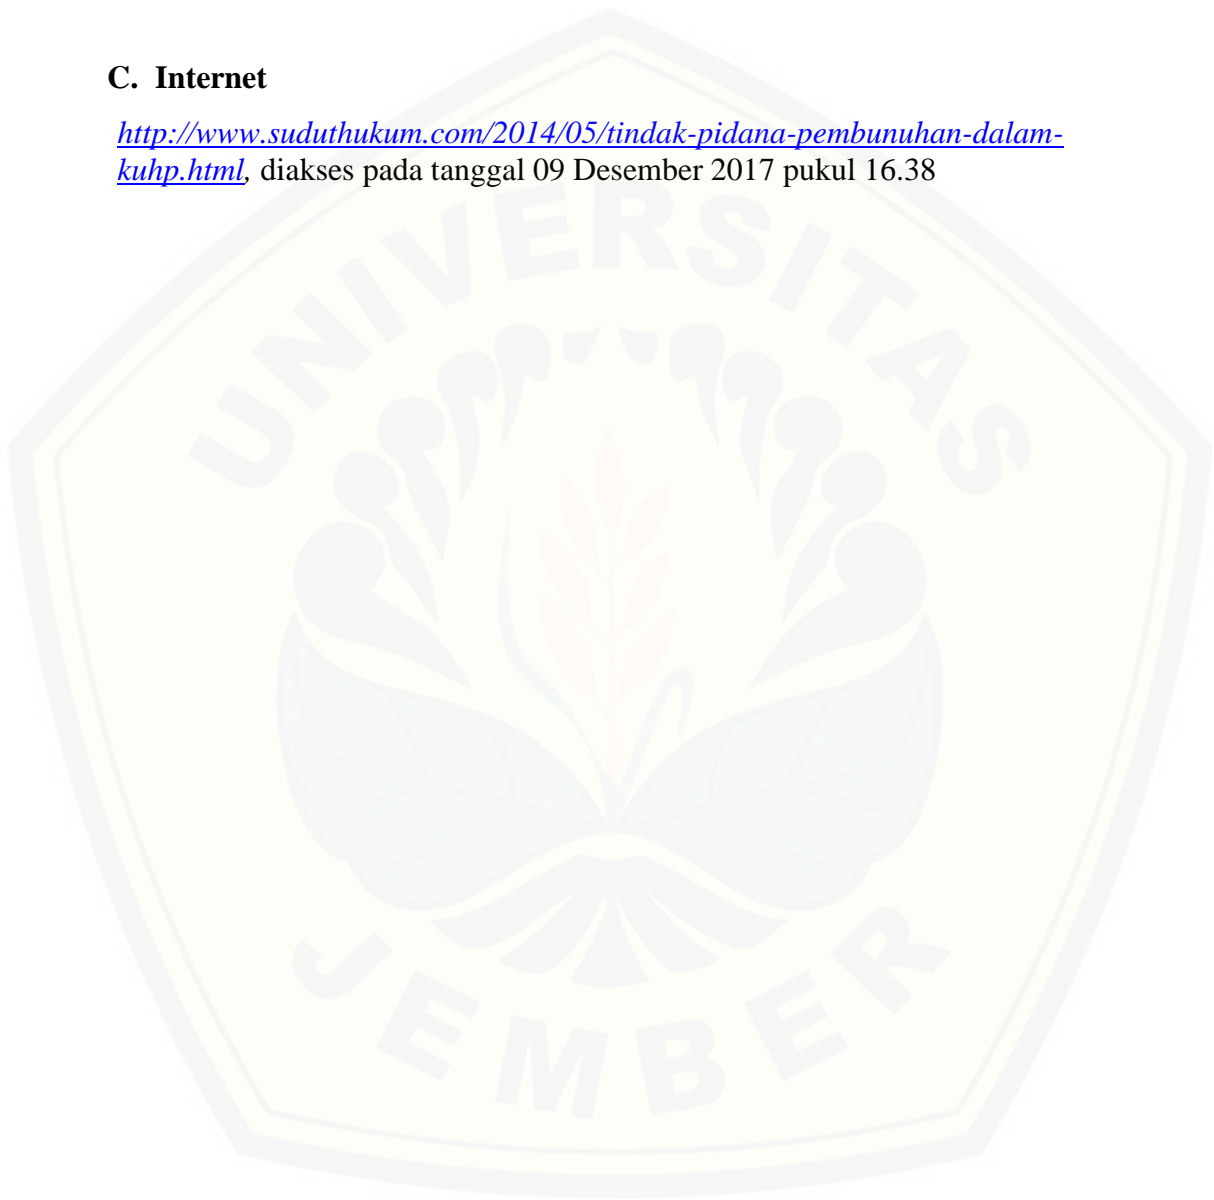 C. Internet
http://www.suduthukum.com/2014/05/tindak-pidana-pembunuhan-dalam-
kuhp.html, diakses pada tanggal 09 Desember 2017 pukul 16.38
UNIVERSITAS
JEMBER